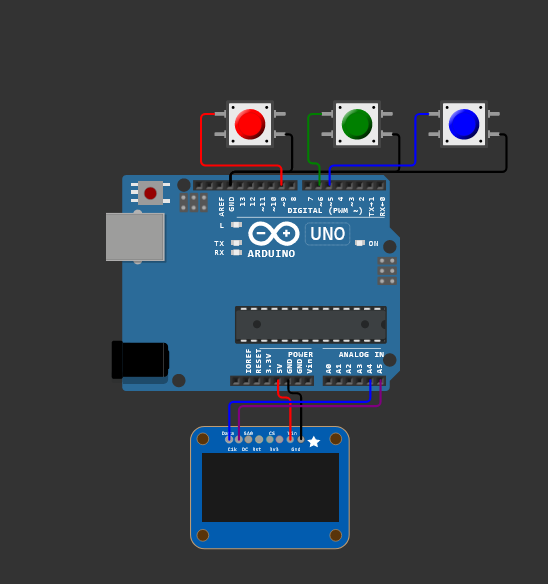 AREF
GND
13
12
~11
~10
~9
8
7
~6
~5
4
~3
2
TX→1
RX←0
DIGITAL (PWM ~)
L
TX
RX
UNO
ON
ARDUINO
IOREF
RESET
3.3V
5V
GND
GND
Vin
POWER
ANALOG IN
A0
A1
A2
A3
A4
A5
Data SA0 CS Vin
Clk DC Rst 3v3 Gnd